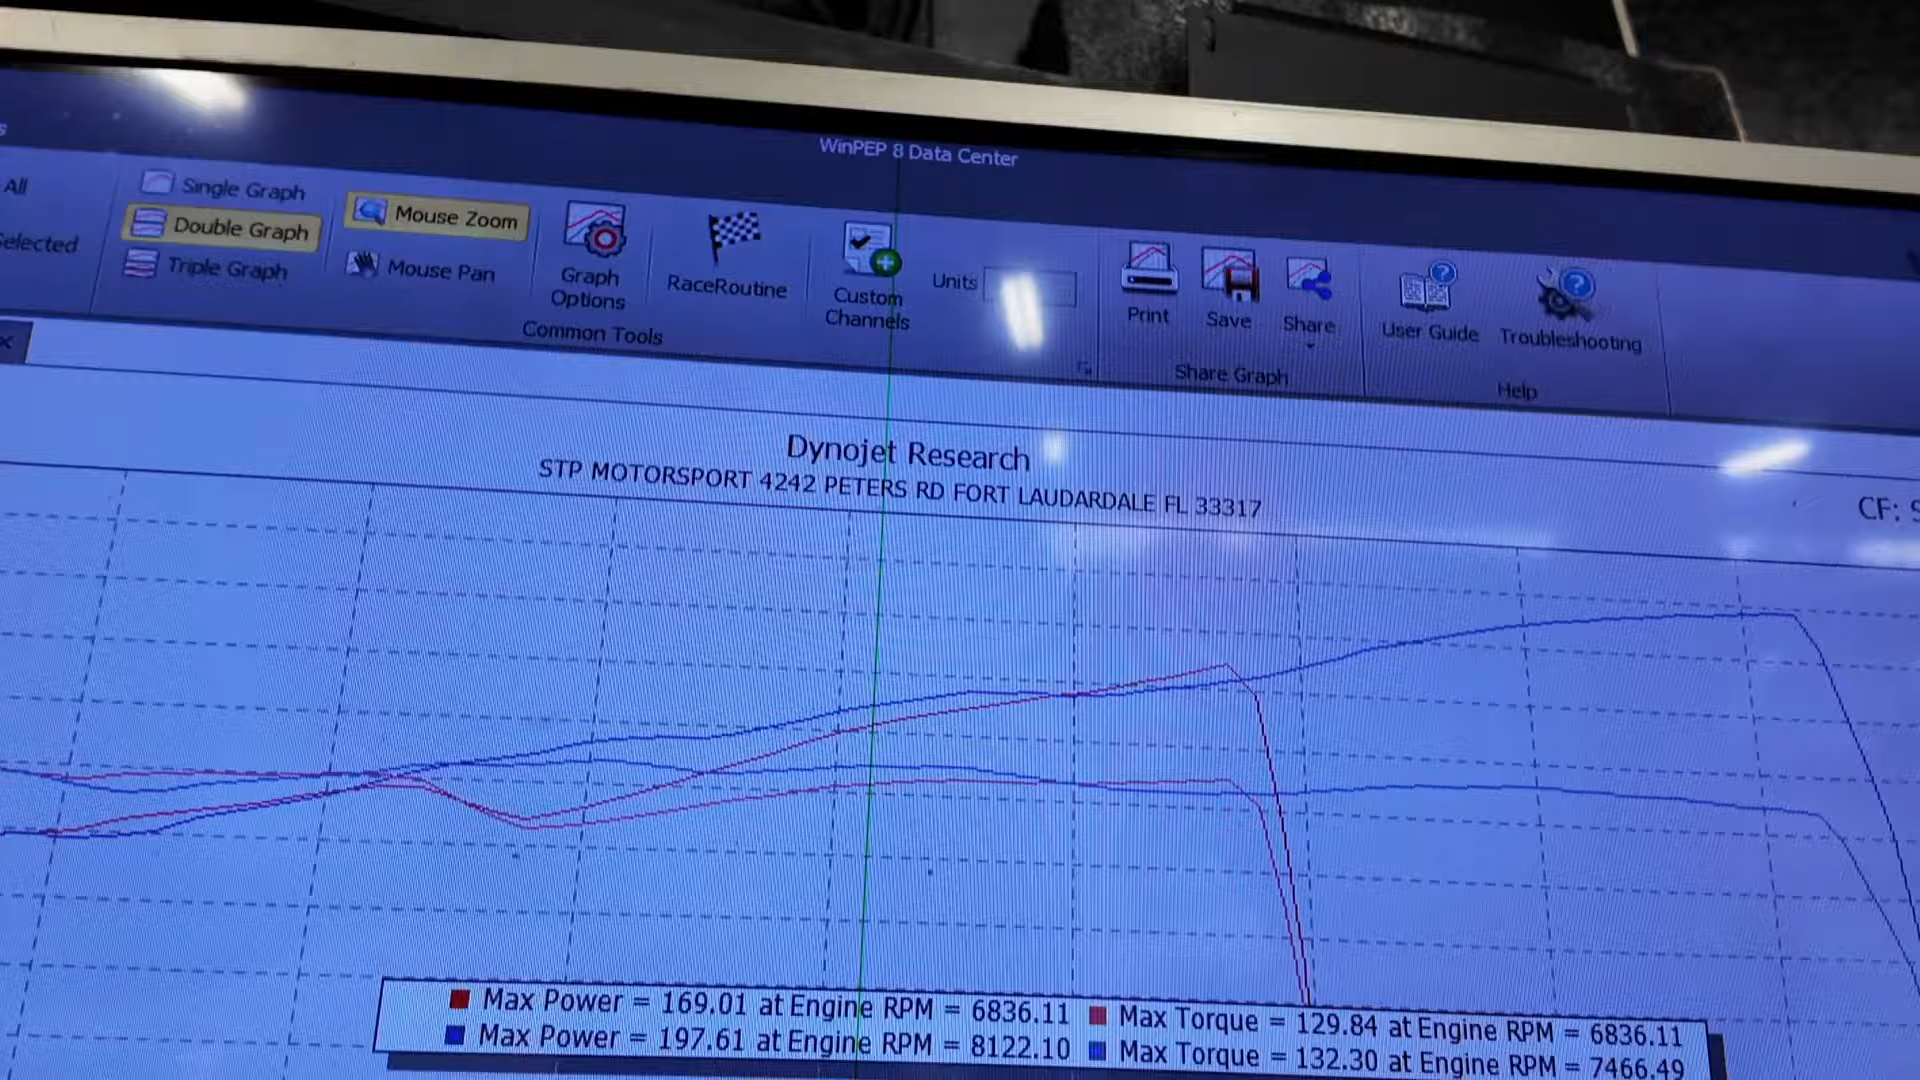 WinPEP 8 Data Center
All
Selected
Single Graph
Double Graph
Triple Graph
Mouse Zoom
Mouse Pan
Graph
Options
RaceRoutine
Custom
Channels
Units
Common Tools
Print
Save
Share
Share Graph
User Guide
Troubleshooting
Help
Dynojet Research
STP MOTORSPORT 4242 PETERS RD FORT LAUDARDALE FL 33317
CF: S
Max Power = 169.01 at Engine RPM = 6836.11 Max Torque = 129.84 at Engine RPM = 6836.11
Max Power = 197.61 at Engine RPM = 8122.10 Max Torque = 132.30 at Engine RPM = 7466.49